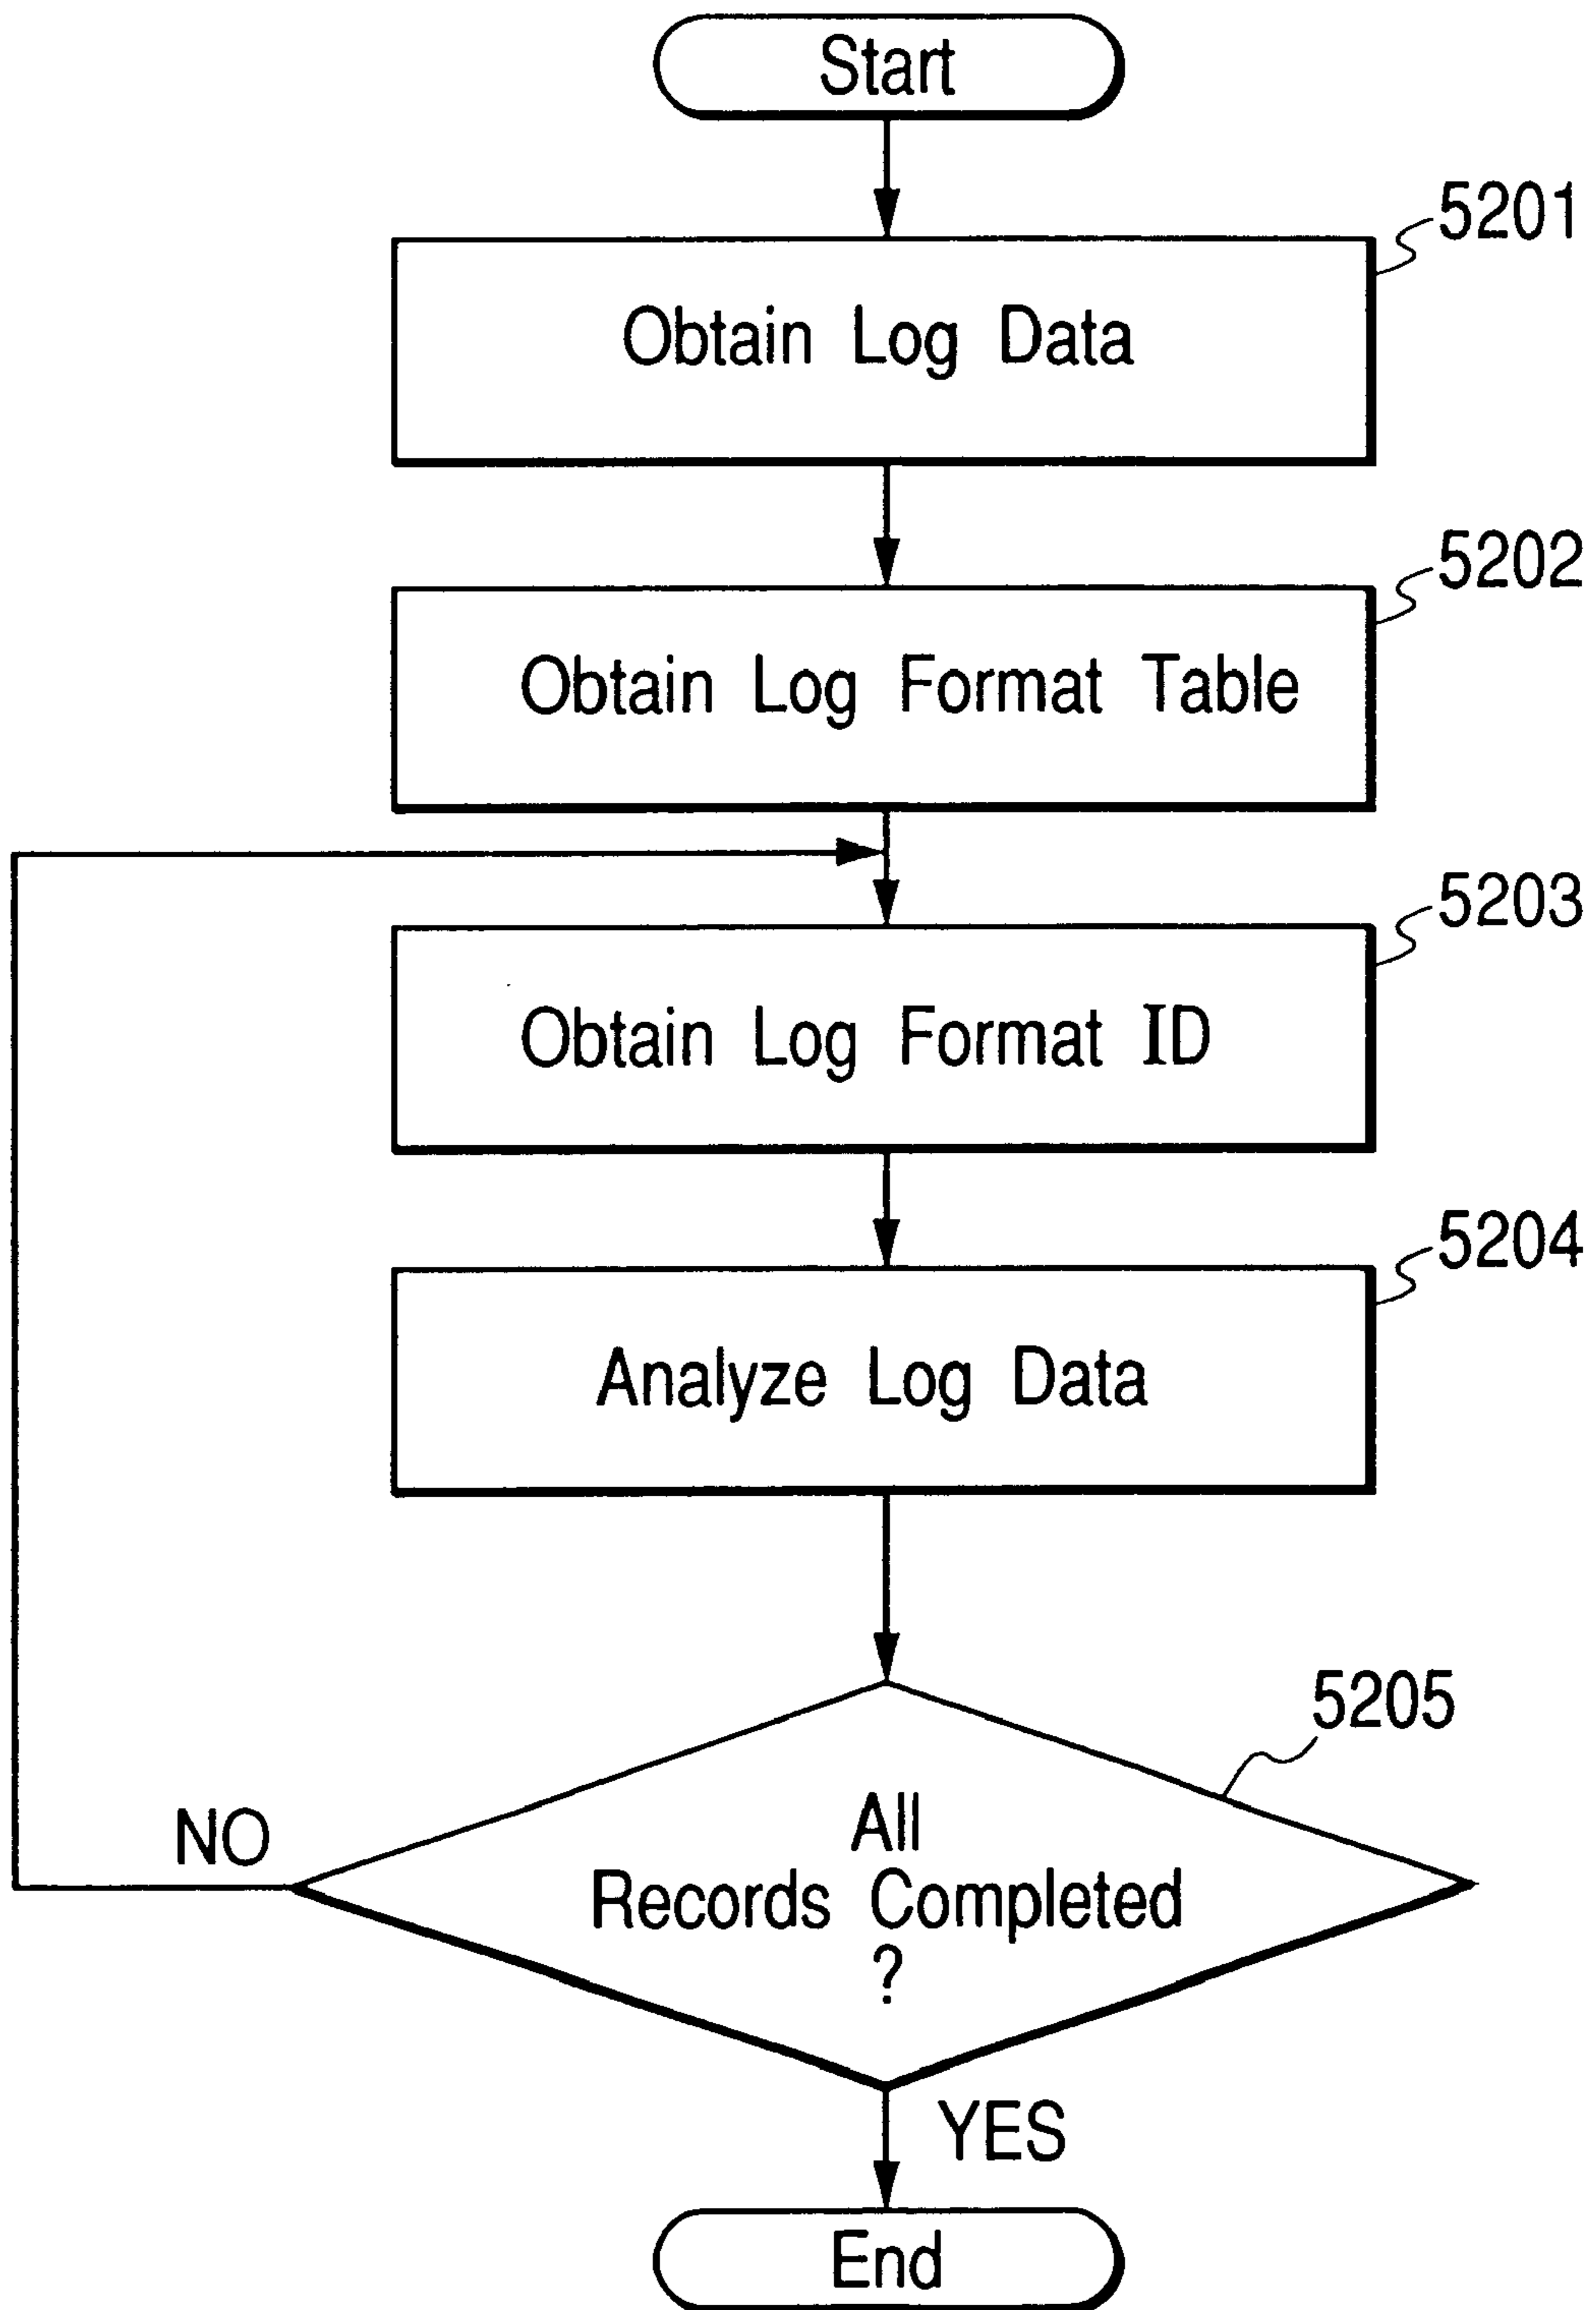 Start
5201
Obtain Log Data
5202
Obtain Log Format Table
5203
Obtain Log Format ID
5204
Analyze Log Data
5205
All
Records Completed
?
NO
YES
End